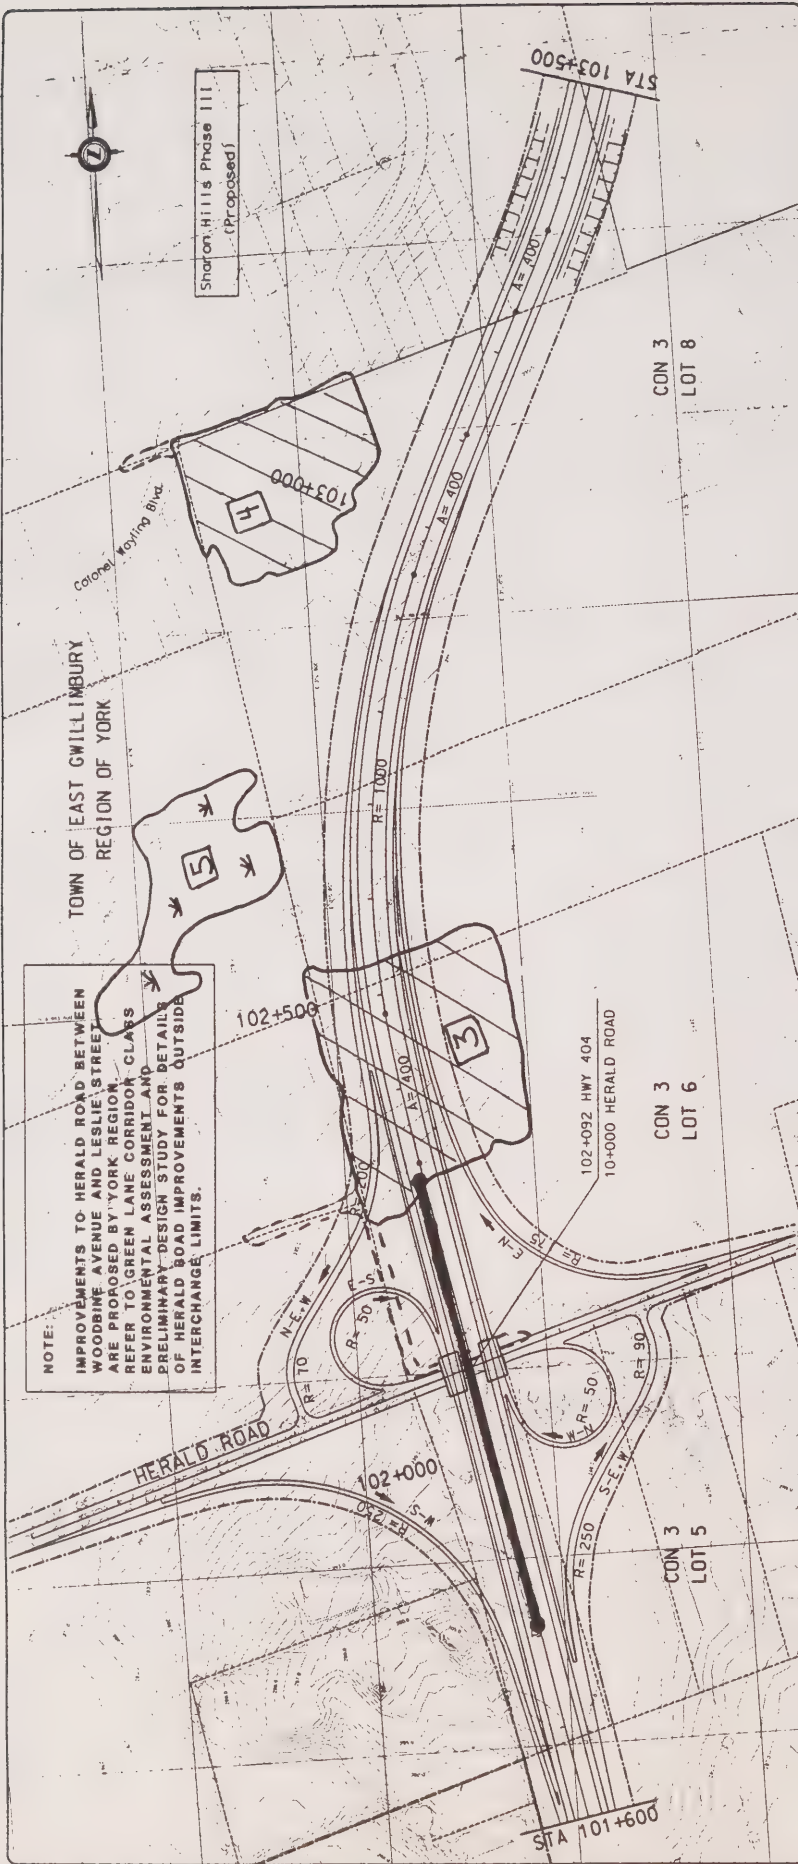 STA 103+500
Sharon Hills Phase III
(Proposed)
Z
A= 400
CON 3
LOT 8
103+000
4
A= 400
Colonel Wayling Blvd.
TOWN OF EAST GWILLIMBURY
REGION OF YORK
R= 1000
5
NOTE:
IMPROVEMENTS TO HERALD ROAD BETWEEN
WOODBINE AVENUE AND LESLIE STREET
ARE PROPOSED BY YORK REGION.
REFER TO GREEN LANE CORRIDOR CLASS
ENVIRONMENTAL ASSESSMENT AND
PRELIMINARY DESIGN STUDY FOR DETAILS
OF HERALD ROAD IMPROVEMENTS OUTSIDE
INTERCHANGE LIMITS.
102+500
3
A= 400
102+092 HWY 404
10+000 HERALD ROAD
CON 3
LOT 6
R= 200
E-N
R= 75
N-E,W
E-S
R= 50
R= 70
R= 90
R= 50
W-N
S-E,W
HERALD ROAD
102+000
W-S
R= 250
R= 250
CON 3
LOT 5
STA 101+600